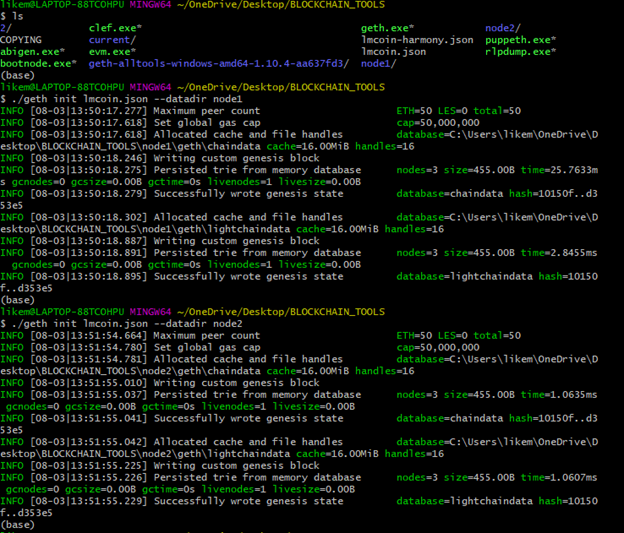 likem@LAPTOP-88TCOHPU MINGW64 ~/OneDrive/Desktop/BLOCKCHAIN_TOOLS
$ ls
2/ clef.exe* geth.exe* node2/
COPYING current/ lmcoin-harmony.json puppeth.exe*
abigen.exe* evm.exe* lmcoin.json rlpdump.exe*
bootnode.exe* geth-alltools-windows-amd64-1.10.4-aa637fd3/ node1/
(base)
likem@LAPTOP-88TCOHPU MINGW64 ~/OneDrive/Desktop/BLOCKCHAIN_TOOLS
$ ./geth init lmcoin.json --datadir node1
INFO [08-03|13:50:17.277] Maximum peer count ETH=50 LES=0 total=50
INFO [08-03|13:50:17.618] Set global gas cap cap=50,000,000
INFO [08-03|13:50:17.618] Allocated cache and file handles database=C:\Users\likem\OneDrive\D
esktop\BLOCKCHAIN_TOOLS\node1\geth\chaindata cache=16.00MiB handles=16
INFO [08-03|13:50:18.246] Writing custom genesis block
INFO [08-03|13:50:18.275] Persisted trie from memory database nodes=3 size=455.00B time=25.7633m
s gcnodes=0 gcsize=0.00B gctime=0s livenodes=1 livesize=0.00B
INFO [08-03|13:50:18.279] Successfully wrote genesis state database=chaindata hash=10150f..d3
53e5
INFO [08-03|13:50:18.302] Allocated cache and file handles database=C:\Users\likem\OneDrive\D
esktop\BLOCKCHAIN_TOOLS\node1\geth\lightchaindata cache=16.00MiB handles=16
INFO [08-03|13:50:18.887] Writing custom genesis block
INFO [08-03|13:50:18.891] Persisted trie from memory database nodes=3 size=455.00B time=2.8455ms
gcnodes=0 gcsize=0.00B gctime=0s livenodes=1 livesize=0.00B
INFO [08-03|13:50:18.895] Successfully wrote genesis state database=lightchaindata hash=10150
f..d353e5
(base)
likem@LAPTOP-88TCOHPU MINGW64 ~/OneDrive/Desktop/BLOCKCHAIN_TOOLS
$ ./geth init lmcoin.json --datadir node2
INFO [08-03|13:51:54.664] Maximum peer count ETH=50 LES=0 total=50
INFO [08-03|13:51:54.780] Set global gas cap cap=50,000,000
INFO [08-03|13:51:54.781] Allocated cache and file handles database=C:\Users\likem\OneDrive\D
esktop\BLOCKCHAIN_TOOLS\node2\geth\chaindata cache=16.00MiB handles=16
INFO [08-03|13:51:55.010] Writing custom genesis block
INFO [08-03|13:51:55.037] Persisted trie from memory database nodes=3 size=455.00B time=1.0635ms
gcnodes=0 gcsize=0.00B gctime=0s livenodes=1 livesize=0.00B
INFO [08-03|13:51:55.041] Successfully wrote genesis state database=chaindata hash=10150f..d3
53e5
INFO [08-03|13:51:55.042] Allocated cache and file handles database=C:\Users\likem\OneDrive\D
esktop\BLOCKCHAIN_TOOLS\node2\geth\lightchaindata cache=16.00MiB handles=16
INFO [08-03|13:51:55.225] Writing custom genesis block
INFO [08-03|13:51:55.226] Persisted trie from memory database nodes=3 size=455.00B time=1.0607ms
gcnodes=0 gcsize=0.00B gctime=0s livenodes=1 livesize=0.00B
INFO [08-03|13:51:55.229] Successfully wrote genesis state database=lightchaindata hash=10150
f..d353e5
(base)